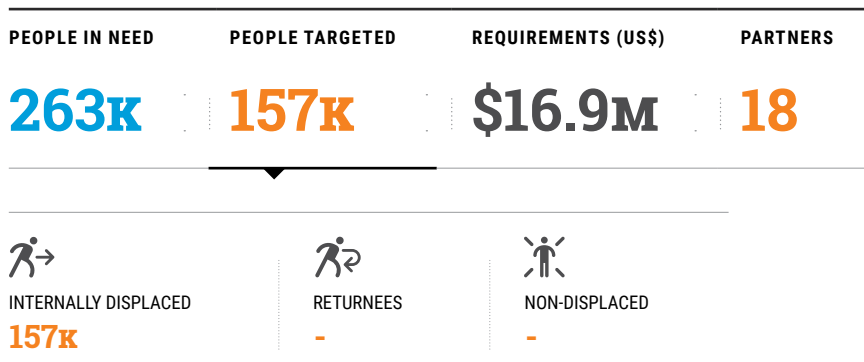 PEOPLE IN NEED PEOPLE TARGETED REQUIREMENTS (US$) PARTNERS
263K 157K $16.9M 18
INTERNALLY DISPLACED RETURNEES NON-DISPLACED
157K - -